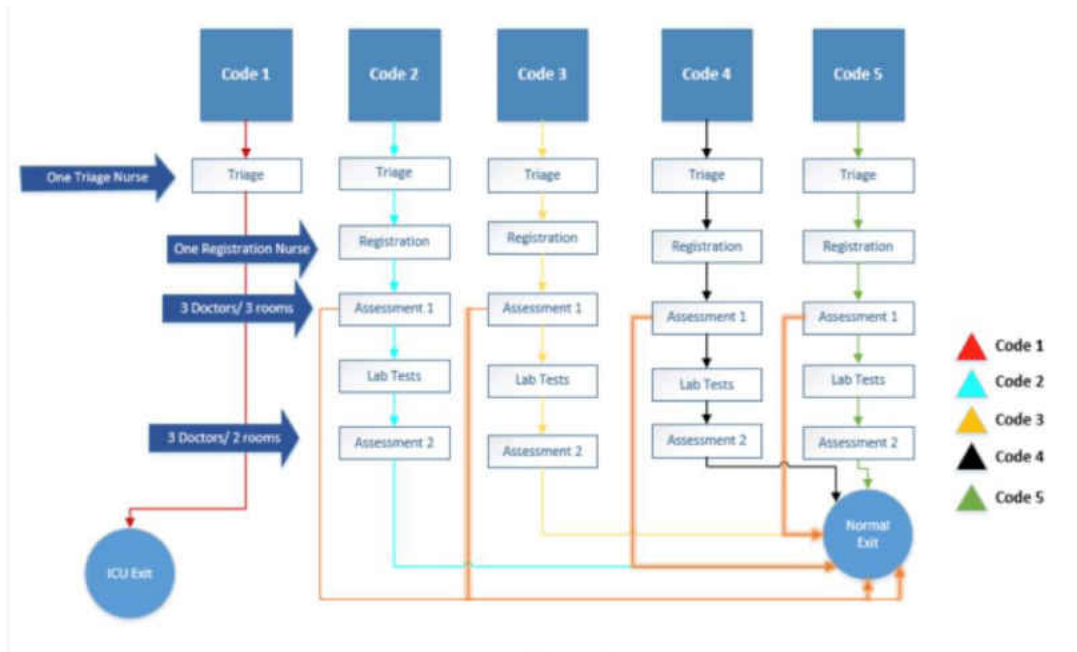 Code 1
Code 2
Code 3
Code 4
Code 5
One Triage Nurse
Triage
Triage
Triage
Triage
Triage
One Registration Nurse
Registration
Registration
Registration
Registration
3 Doctors/ 3 rooms
Assessment 1
Assessment 1
Assessment 1
Assessment 1
Code 1
Lab Tests
Lab Tests
Lab Tests
Lab Tests
Code 2
Code 3
3 Doctors/ 2 rooms
Assessment 2
Assessment 2
Assessment 2
Assessment 2
Code 4
Code 5
Normal
Exit
ICU Exit